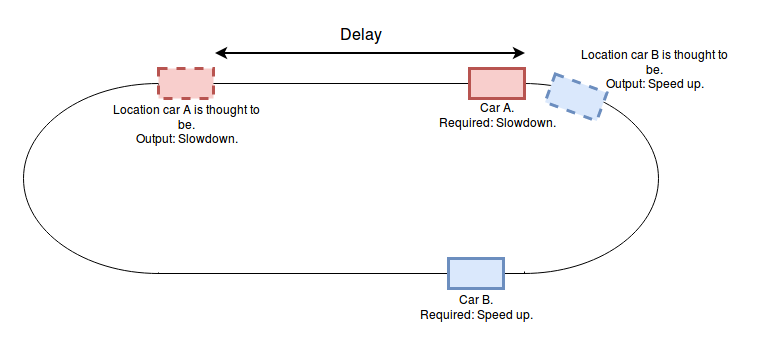 Delay
Location car B is thought to
be.
Output: Speed up.
Location car A is thought to
be.
Output: Slowdown.
Car A.
Required: Slowdown.
Car B.
Required: Speed up.